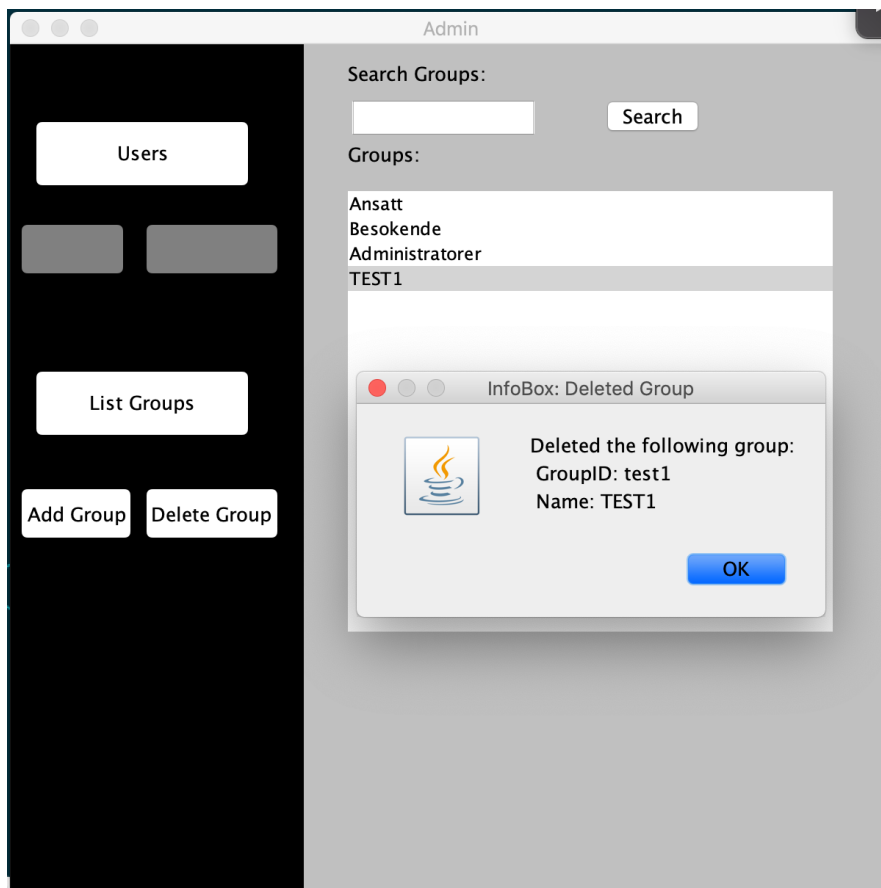 Admin
Users
List Groups
Add Group
Delete Group
Search Groups:
Search
Groups:
Ansatt
Besokende
Administratorer
TEST1
InfoBox: Deleted Group
Deleted the following group:
GroupID: test1
Name: TEST1
OK